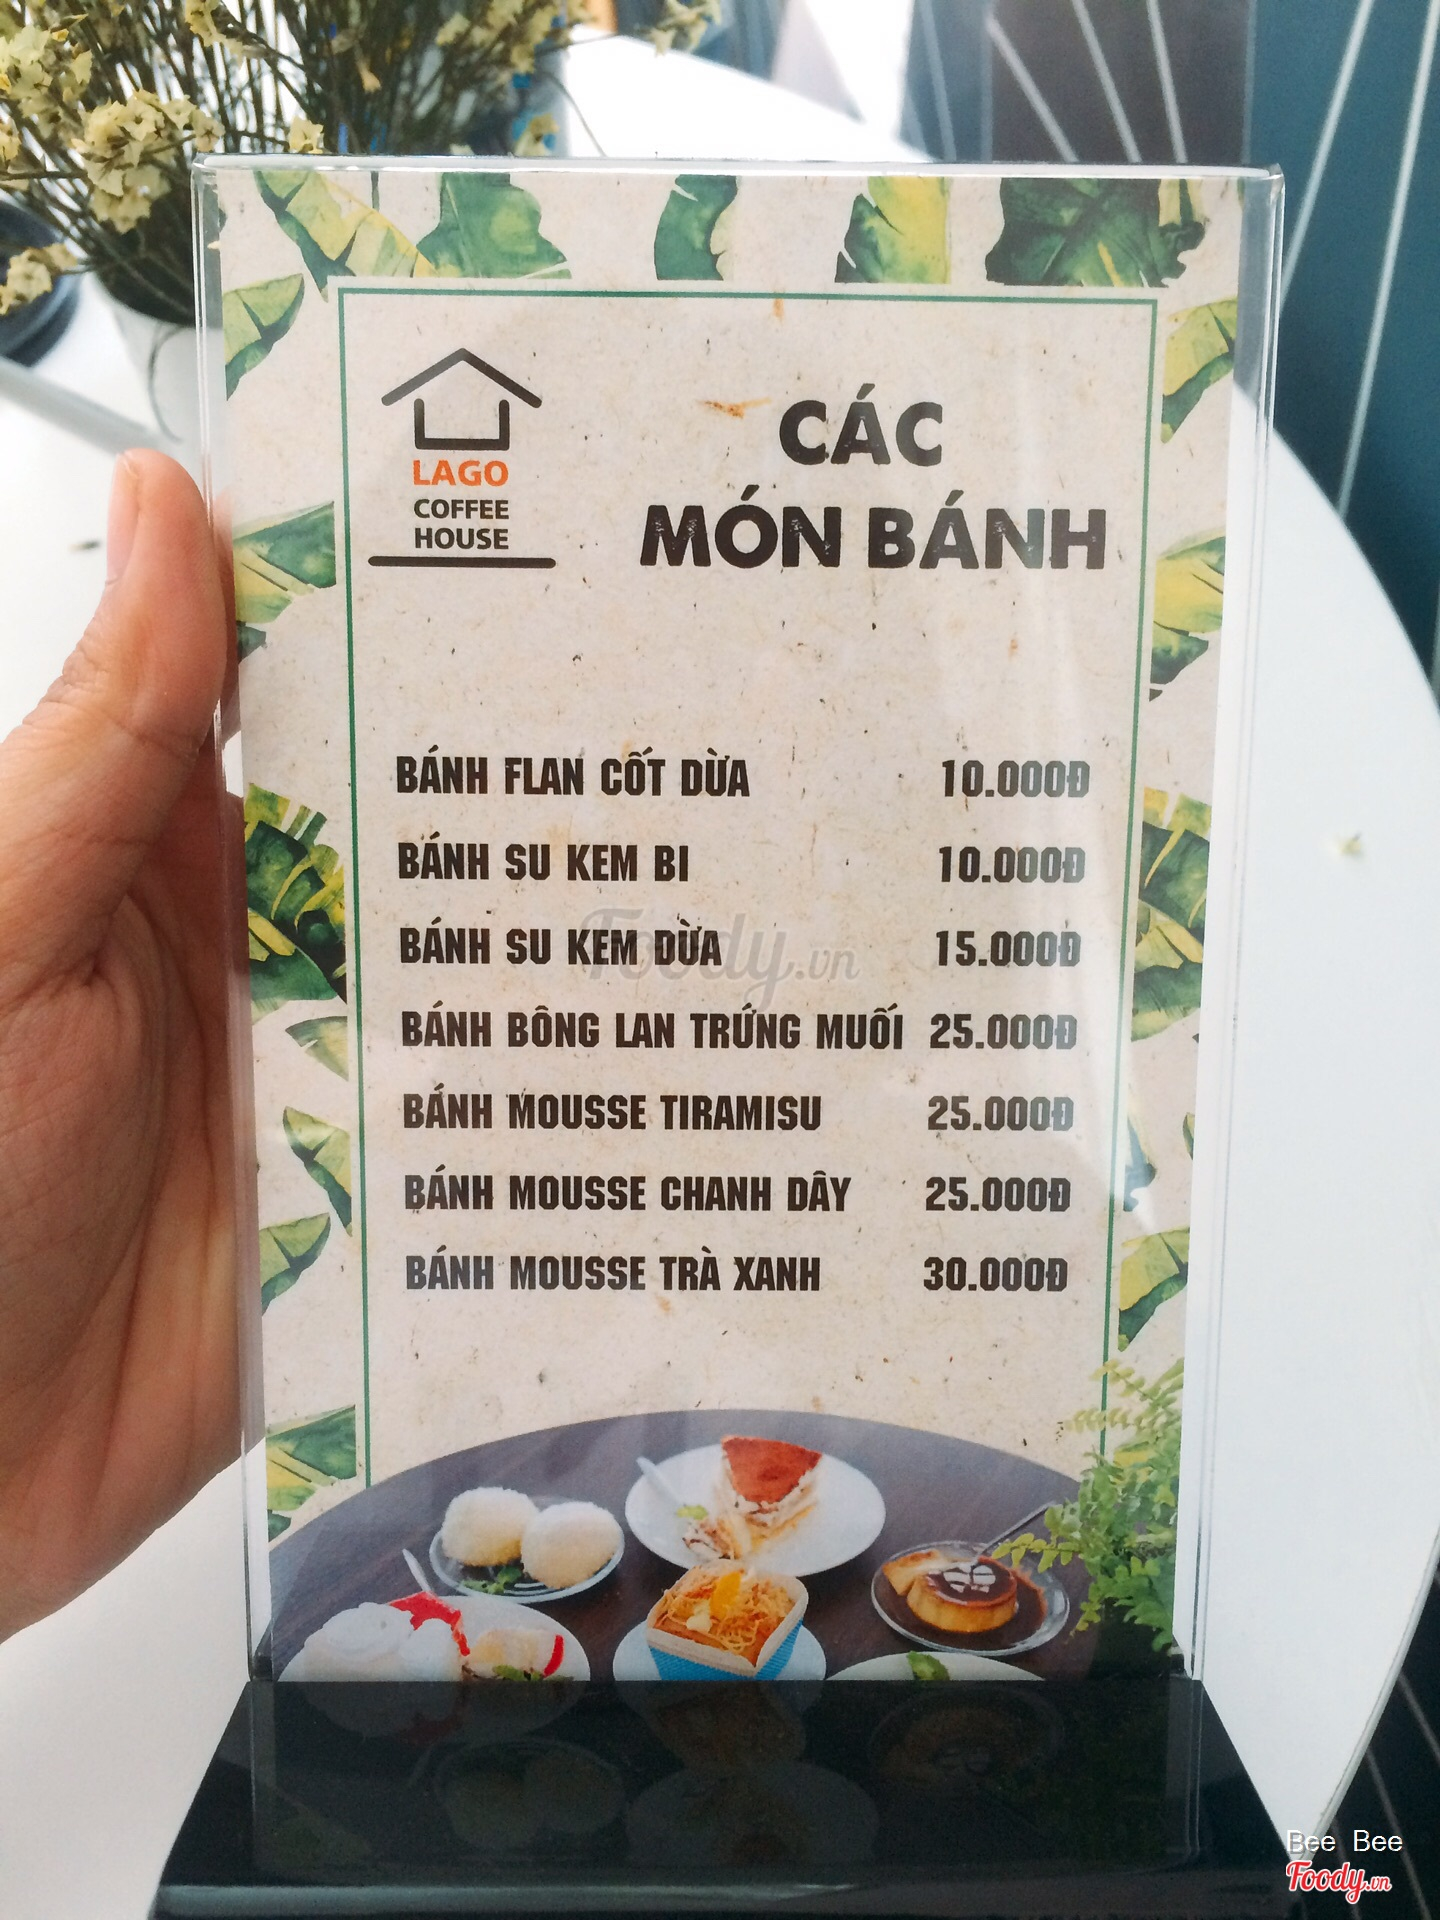 LAGO
COFFEE
HOUSE
CÁC
MÓN BÁNH
BÁNH FLAN CỐT DỪA 10.000Đ
BÁNH SU KEM BI 10.000Đ
BÁNH SU KEM DỪA 15.000Đ
Foody.vn
BÁNH BÔNG LAN TRỨNG MUỐI 25.000Đ
BÁNH MOUSSE TIRAMISU 25.000Đ
BÁNH MOUSSE CHANH DÂY 25.000Đ
BÁNH MOUSSE TRÀ XANH 30.000Đ
Bee Bee
Foody.vn